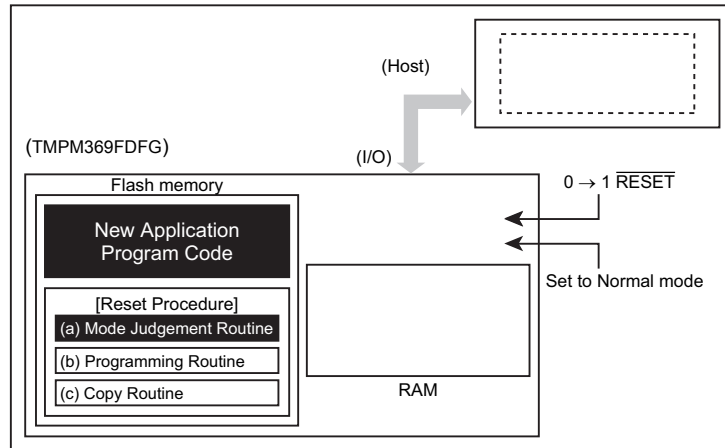 (Host)
(TMPM369FDFG)
(I/O)
Flash memory
0 → 1 RESET
New Application
Program Code
Set to Normal mode
[Reset Procedure]
(a) Mode Judgement Routine
(b) Programming Routine
(c) Copy Routine
RAM